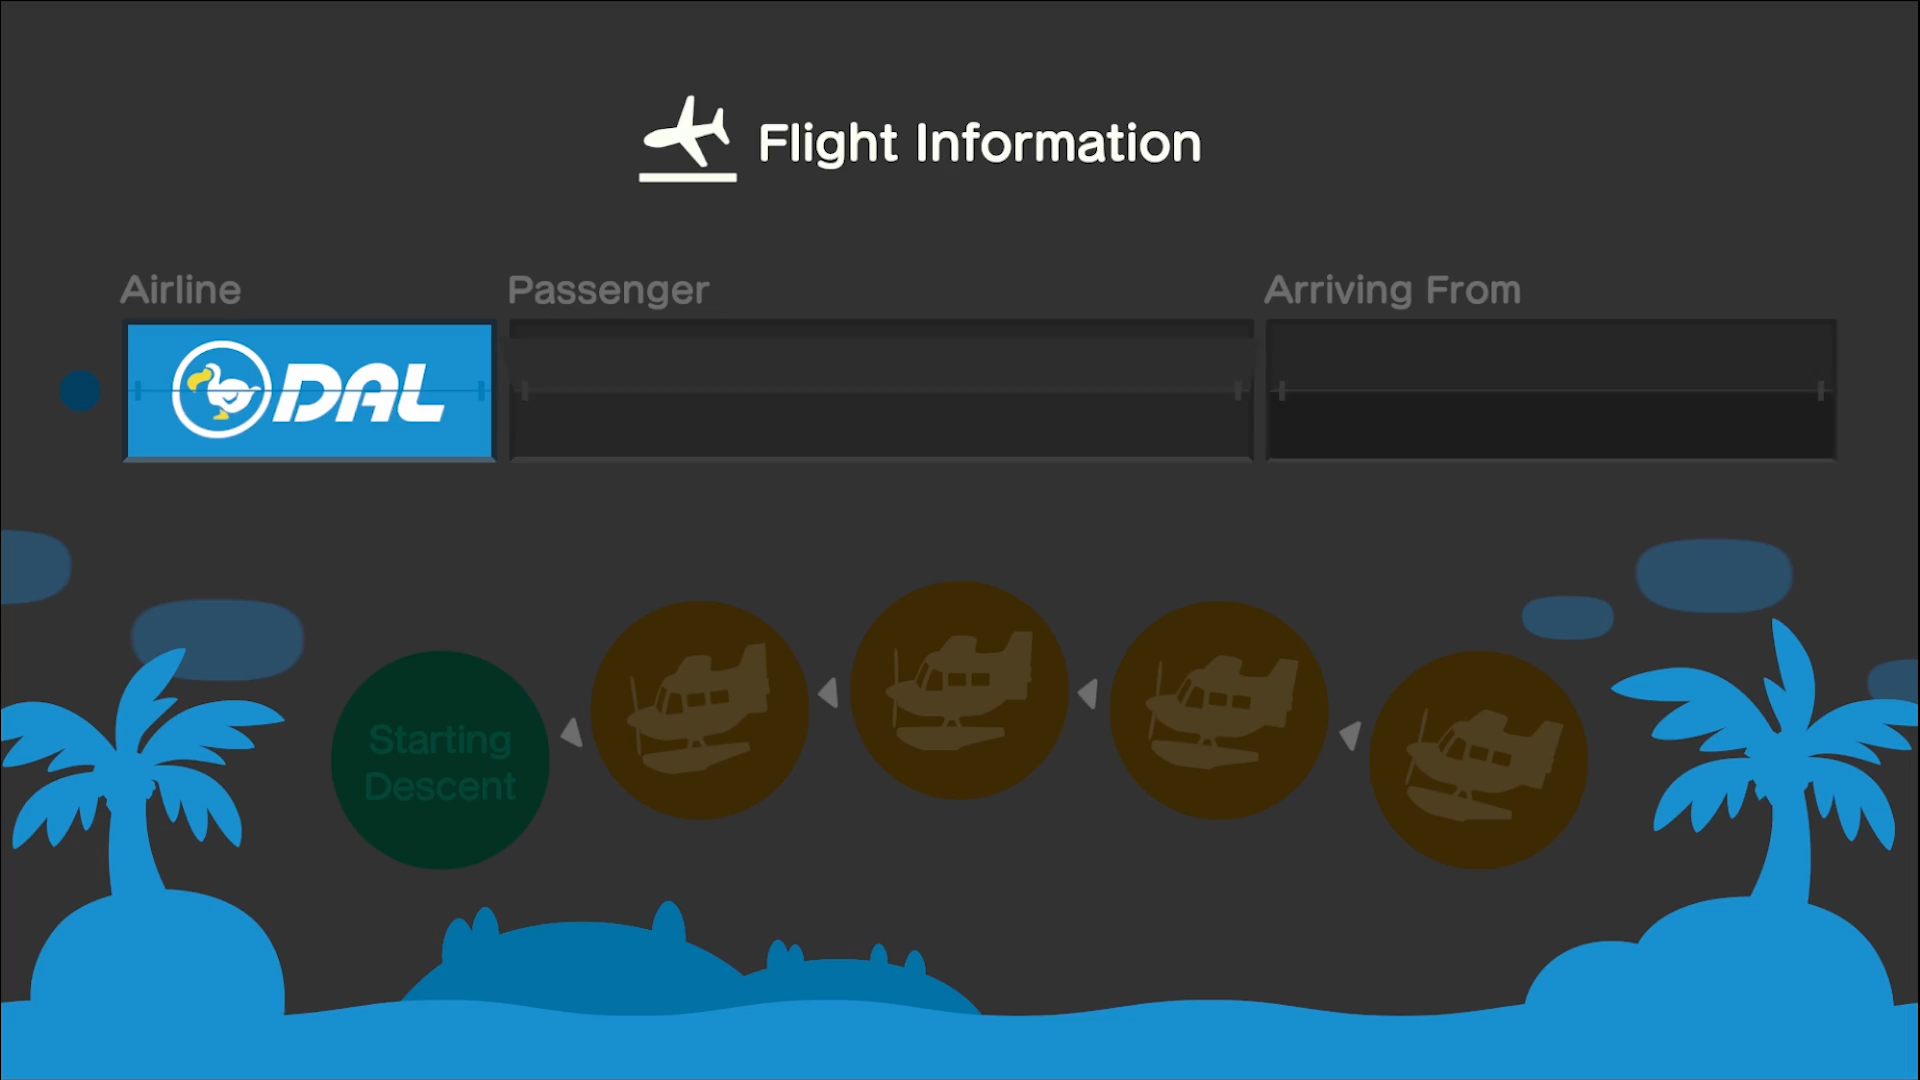 Flight Information
Airline
Passenger
Arriving From
DAL
Starting
Descent